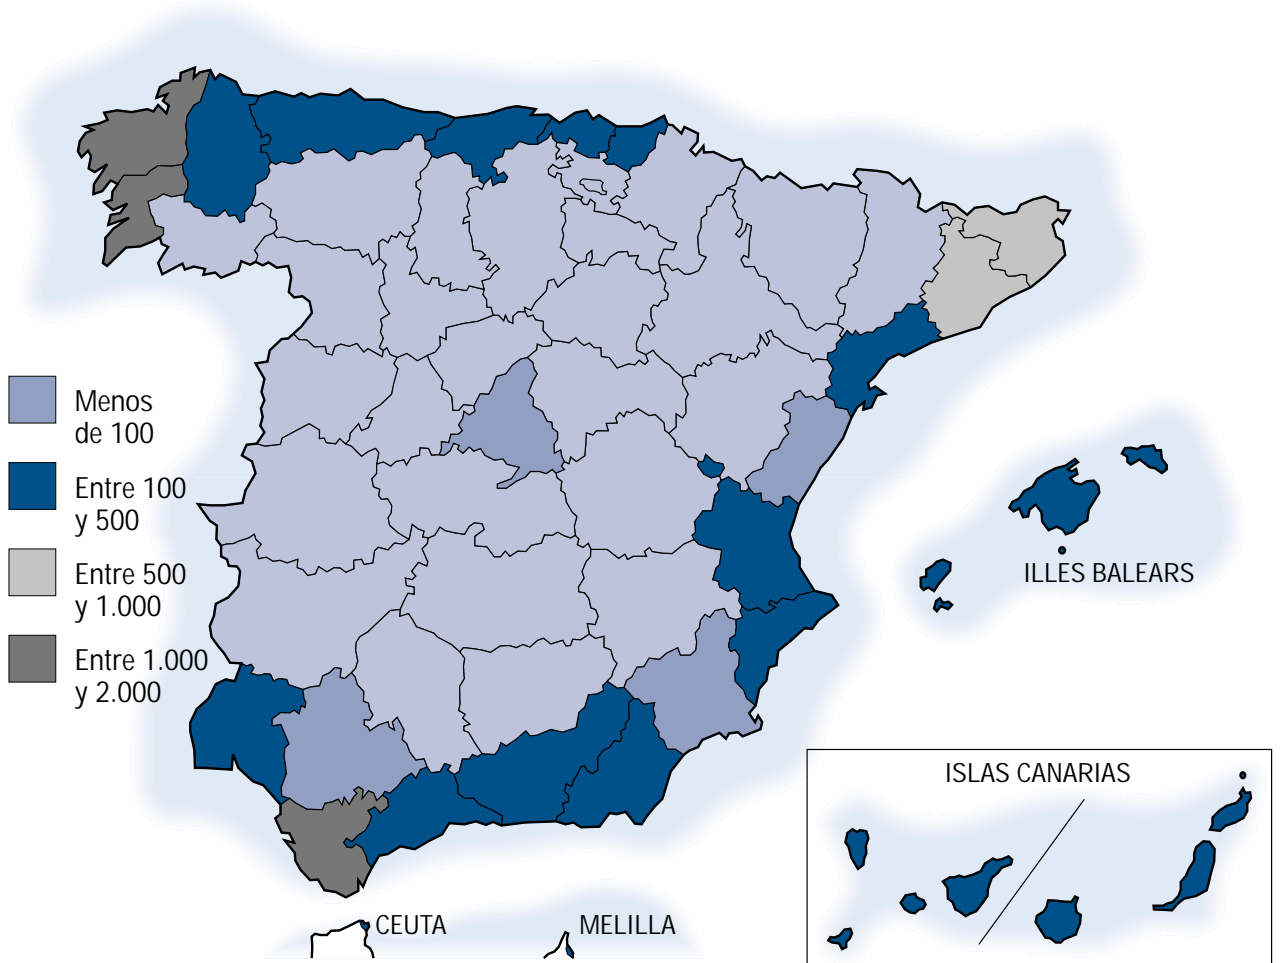 Menos
de 100
Entre 100
y 500
Entre 500
y 1.000
Entre 1.000
y 2.000
ILLES BALEARS
ISLAS CANARIAS
CEUTA
MELILLA